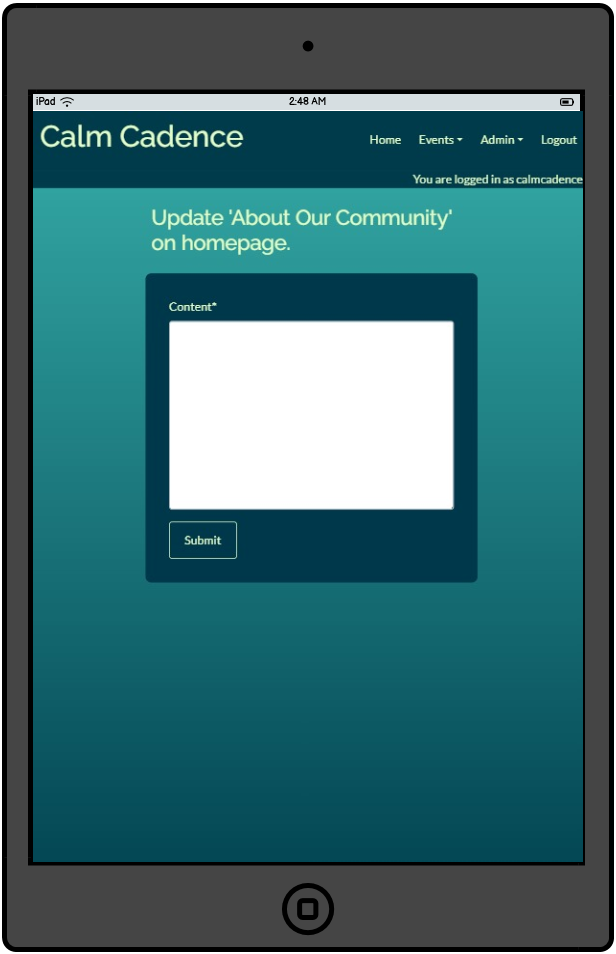 iPad 2:48 AM
Calm Cadence Home Events Admin Logout
You are logged in as calmcadence
Update 'About Our Community'
on homepage.
Content*
Submit